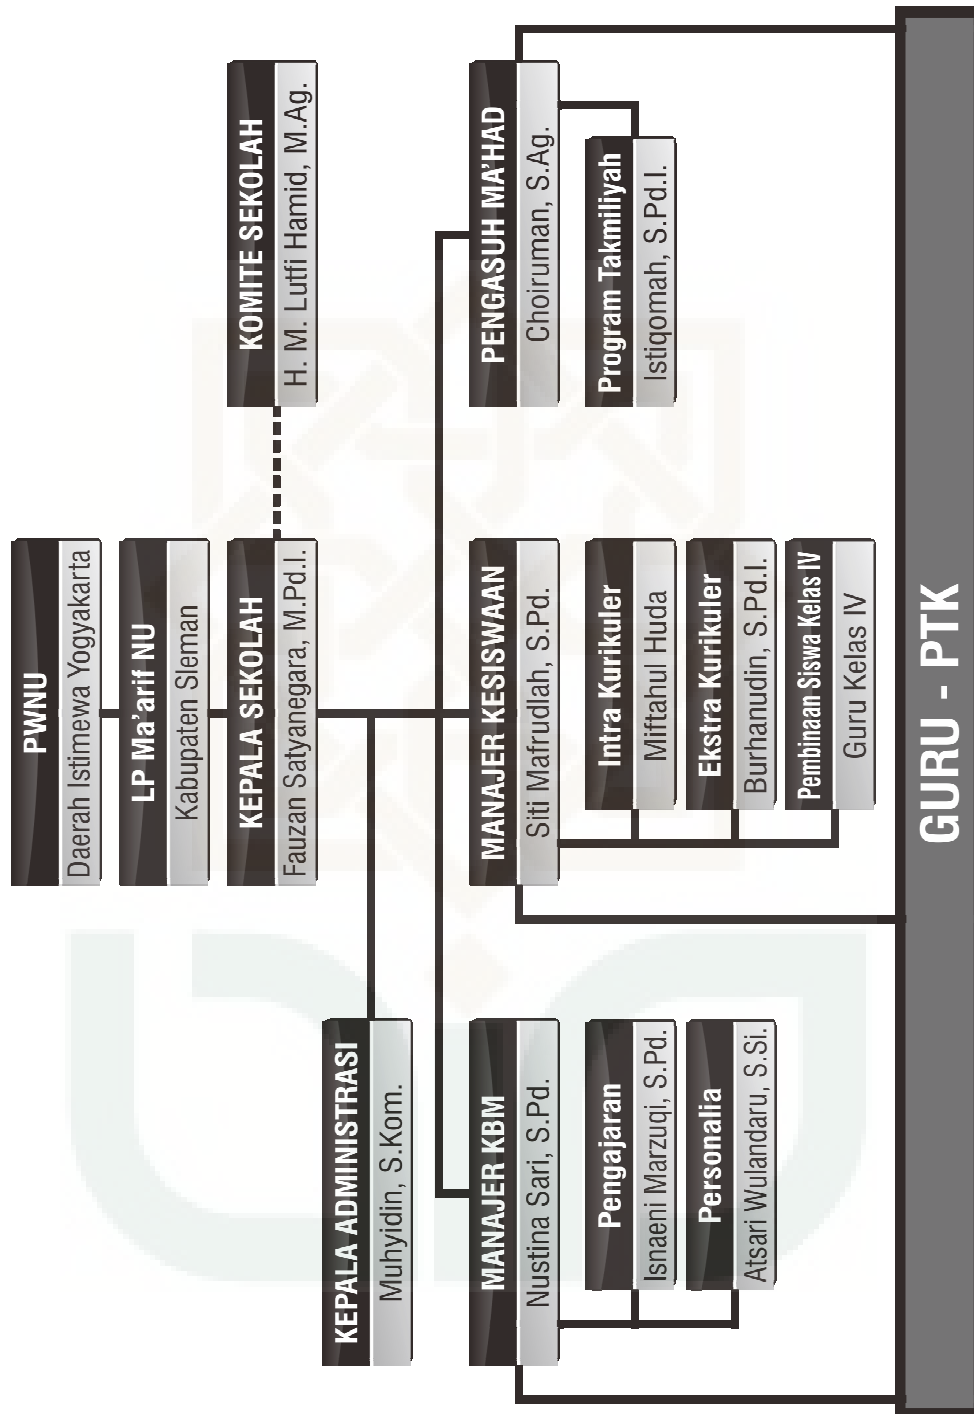 PWNU
Daerah Istimewa Yogyakarta
LP Ma'arif NU
Kabupaten Sleman
KEPALA SEKOLAH
Fauzan Satyanegara, M.Pd.I.
KOMITE SEKOLAH
H. M. Lutfi Hamid, M.Ag.
KEPALA ADMINISTRASI
Muhyidin, S.Kom.
MANAJER KBM
Nustina Sari, S.Pd.
Pengajaran
Isnaeni Marzuqi, S.Pd.
Personalia
Atsari Wulandaru, S.Si.
MANAJER KESISWAAN
Siti Mafrudah, S.Pd.
Intra Kurikuler
Miftahul Huda
Ekstra Kurikuler
Burhanudin, S.Pd.I.
Pembinaan Siswa Kelas IV
Guru Kelas IV
PENGASUH MA'HAD
Choiruman, S.Ag.
Program Takmiliyah
Istiqomah, S.Pd.I.
GURU - PTK